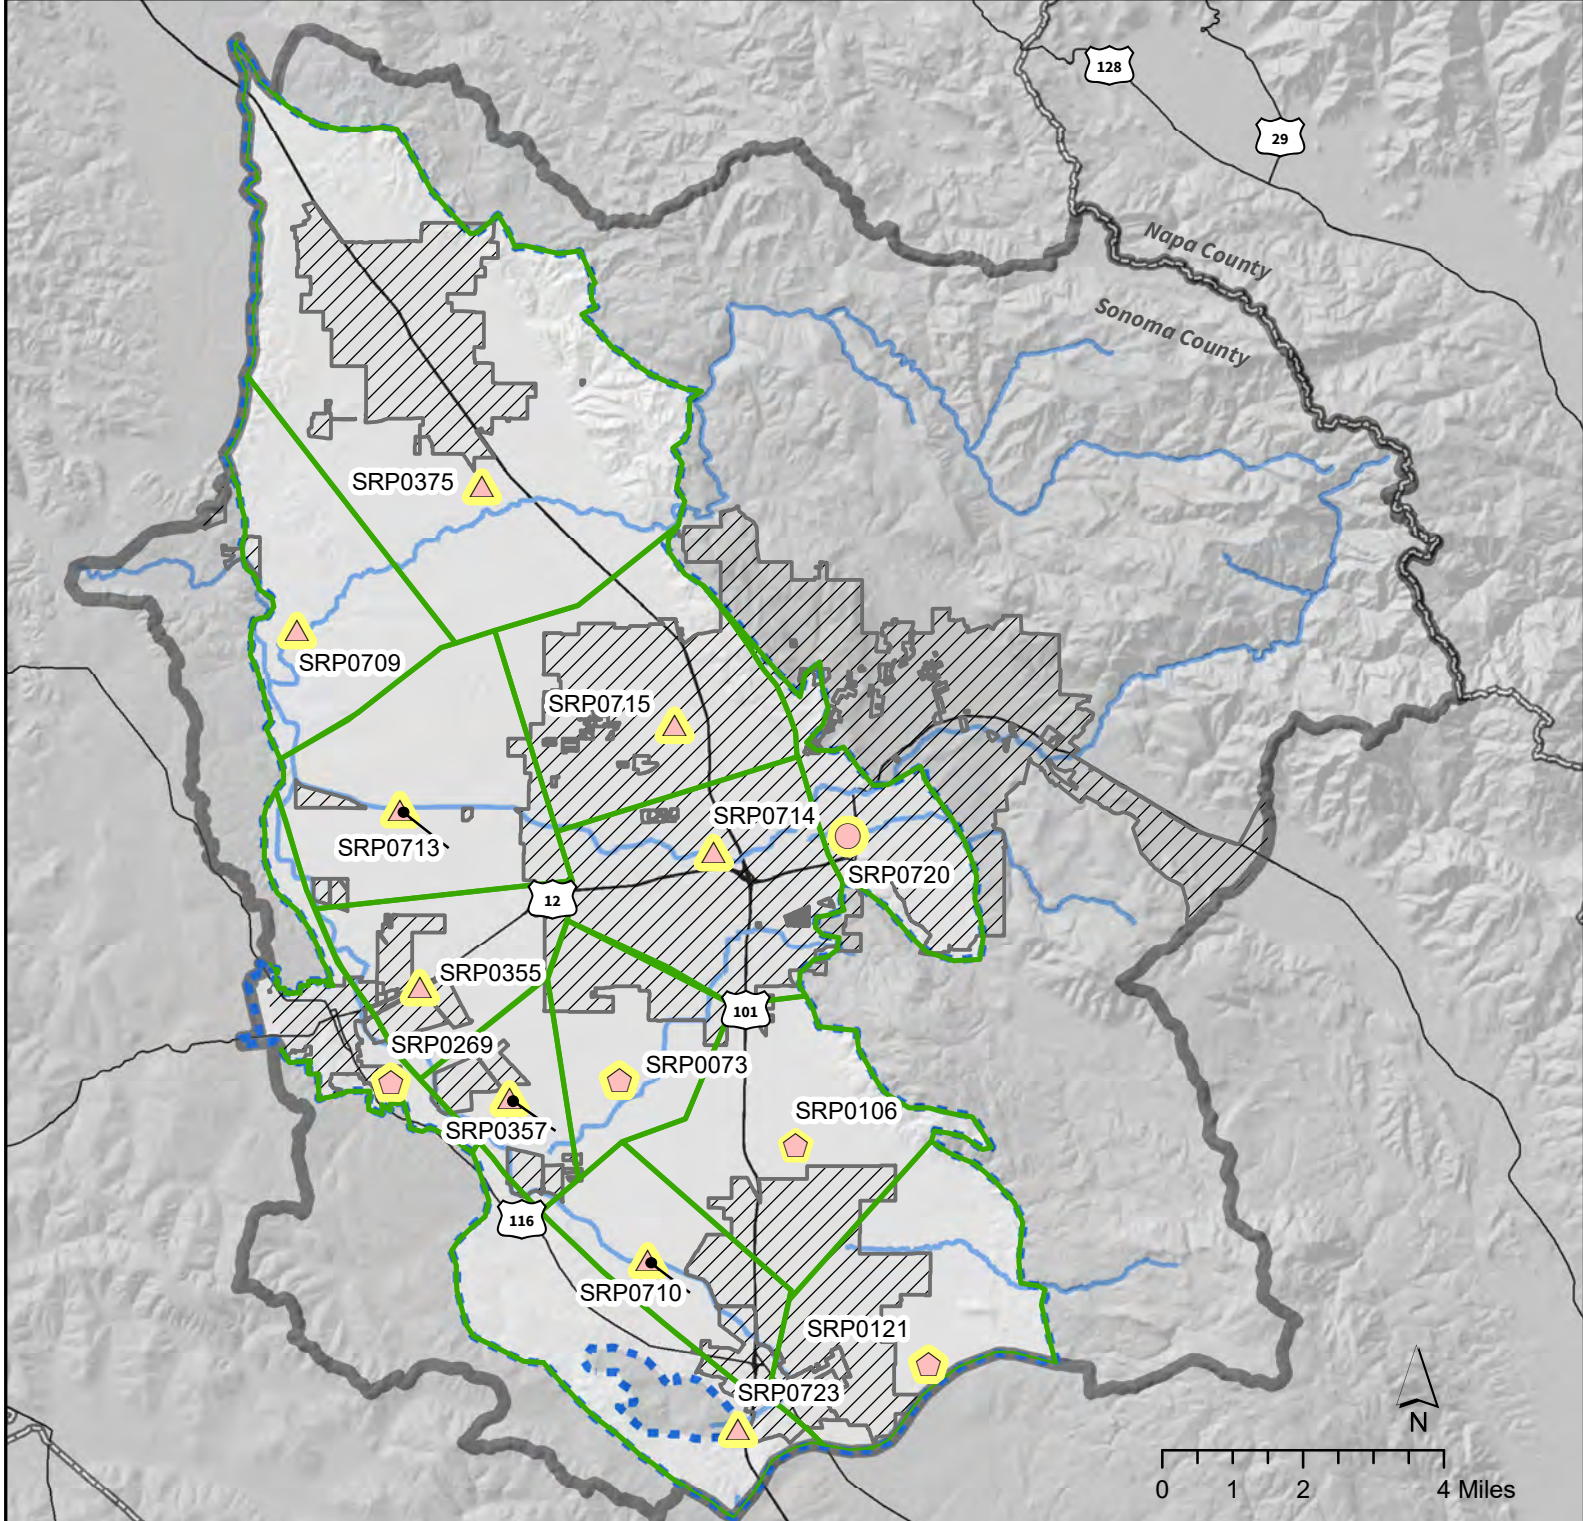 128
29
Napa County
Sonoma County
SRP0375
SRP0709
SRP0715
SRP0714
SRP0713
SRP0720
12
SRP0355
101
SRP0269
SRP0073
SRP0106
SRP0357
116
SRP0710
SRP0121
SRP0723
N
0 1 2 4 Miles